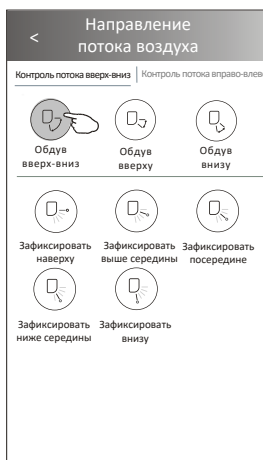 <
Направление
потока воздуха
Контроль потока вверх-вниз
Контроль потока вправо-влево
Обдув
вверх-вниз
Обдув
вверху
Обдув
внизу
Зафиксировать
наверху
Зафиксировать
выше середины
Зафиксировать
посередине
Зафиксировать
ниже середины
Зафиксировать
внизу